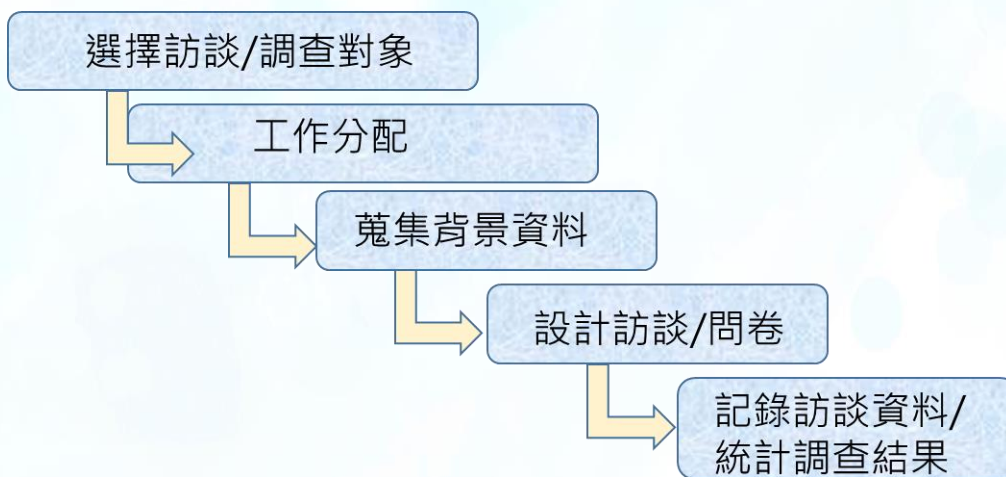 選擇訪談/調查對象
工作分配
蒐集背景資料
設計訪談/問卷
記錄訪談資料/
統計調查結果